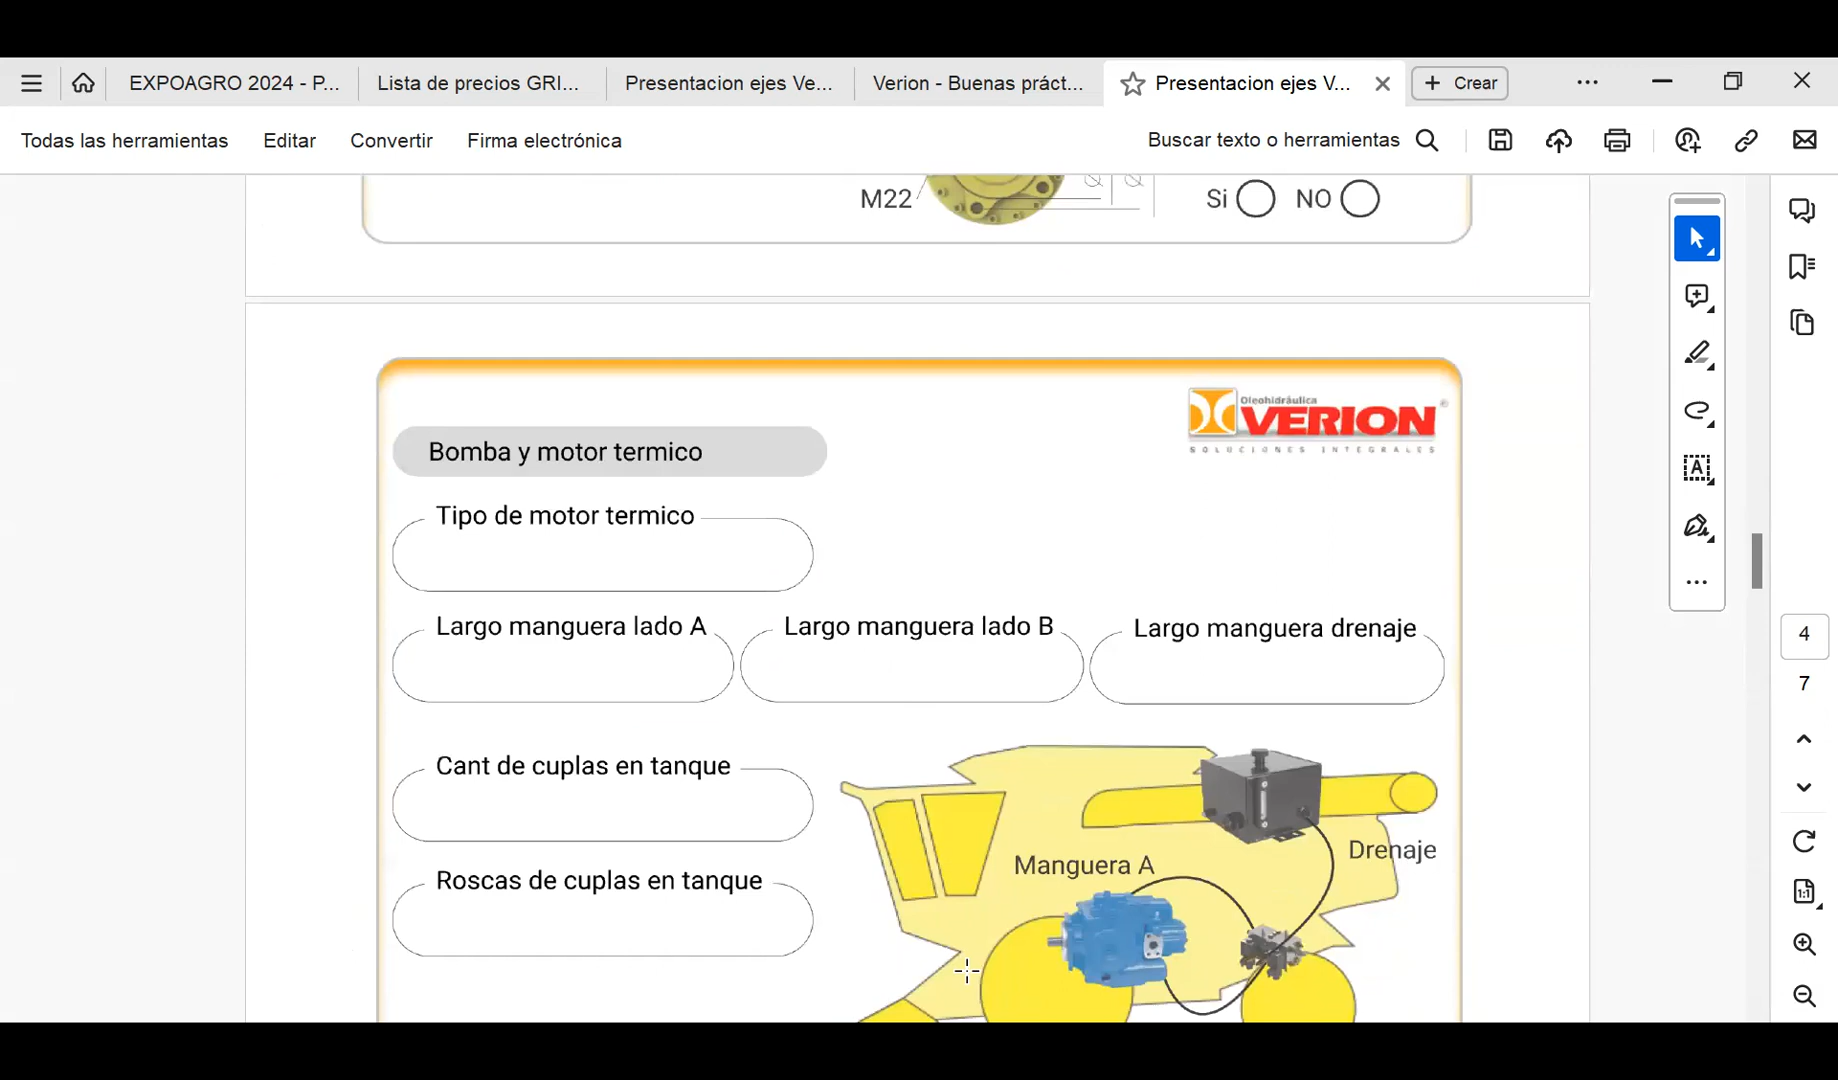 EXPOAGRO 2024 - P...
Lista de precios GRI...
Presentacion ejes Ve...
Verion - Buenas práct...
Presentacion ejes V...
Crear
Todas las herramientas
Editar
Convertir
Firma electrónica
Buscar texto o herramientas
M22
Si
NO
Oleohidráulica
VERION
SOLUCIONES INTEGRALES
Bomba y motor termico
Tipo de motor termico
Largo manguera lado A
Largo manguera lado B
Largo manguera drenaje
Cant de cuplas en tanque
Roscas de cuplas en tanque
Manguera A
Drenaje
4
7
1:1